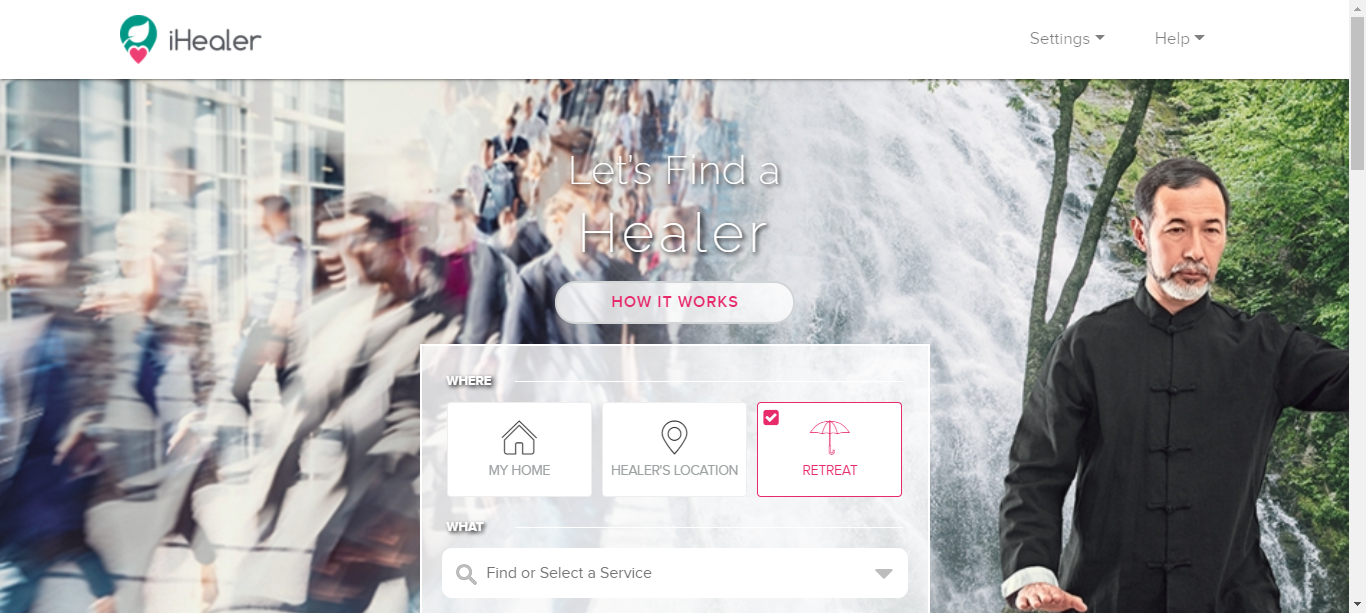 iHealer
Settings
Help
Let's Find a
Healer
HOW IT WORKS
WHERE
MY HOME
HEALER'S LOCATION
RETREAT
WHAT
Find or Select a Service